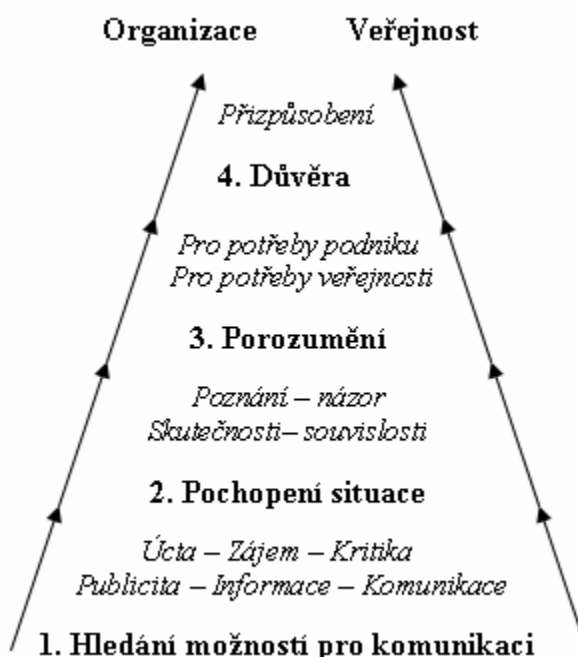 Organizace Veřejnost
Přizpůsobení
4. Důvěra
Pro potřeby podniku
Pro potřeby veřejnosti
3. Porozumění
Poznání – názor
Skutečnosti– souvislosti
2. Pochopení situace
Úcta – Zájem – Kritika
Publicita – Informace – Komunikace
1. Hledání možností pro komunikaci